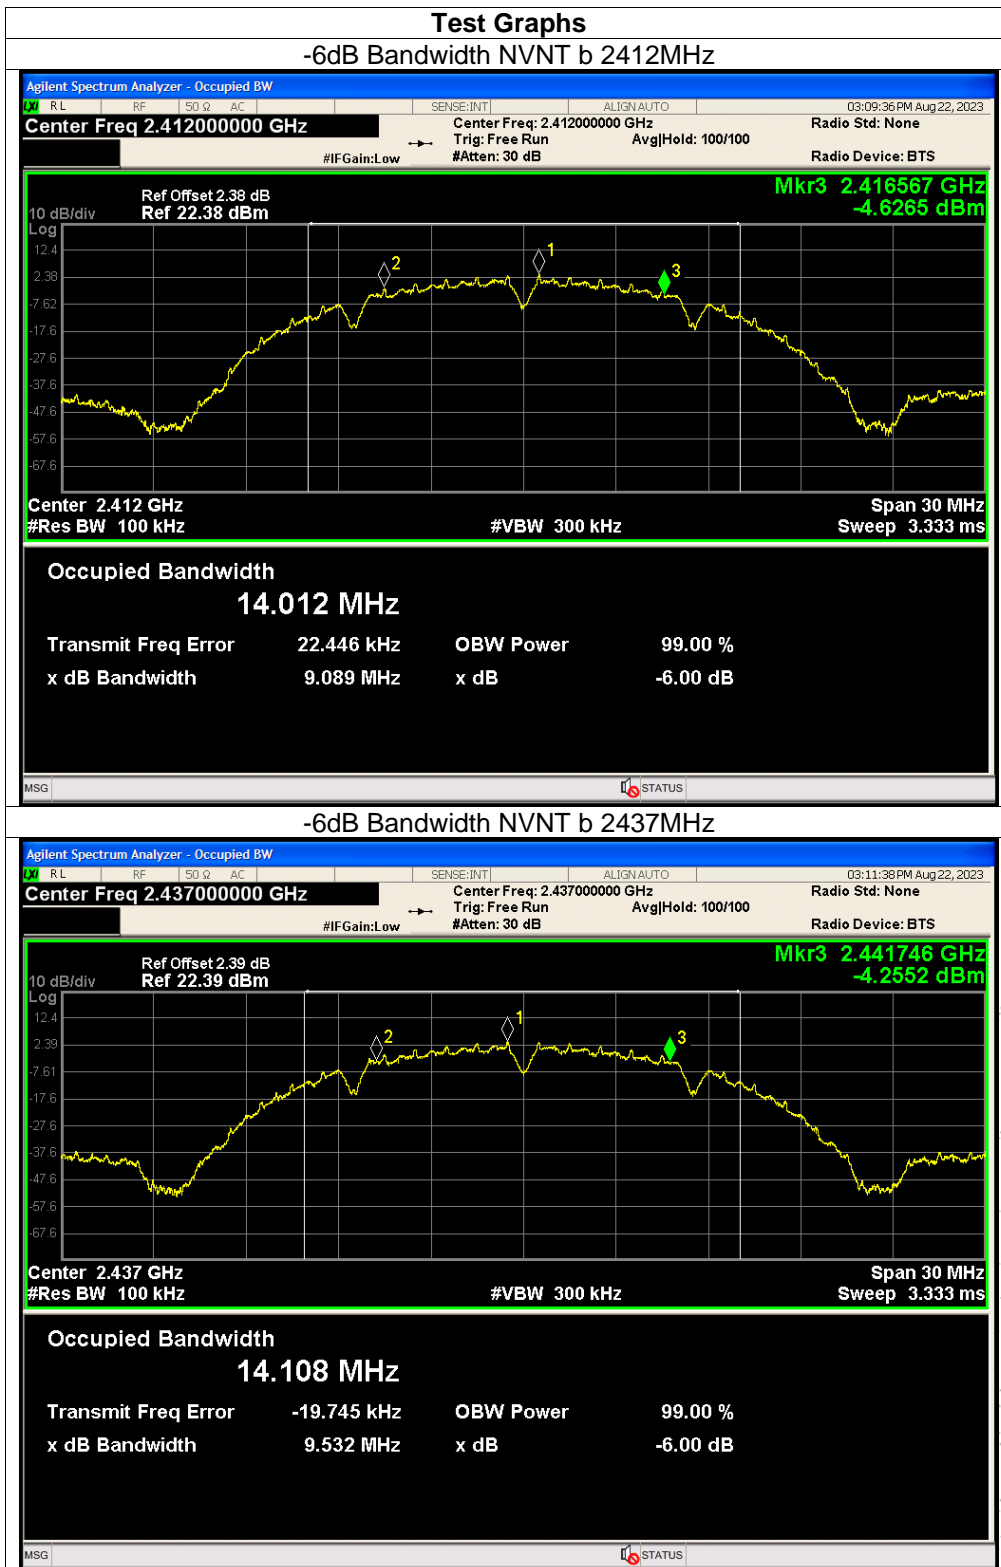 Test Graphs
-6dB Bandwidth NVNT b 2412MHz
Agilent Spectrum Analyzer - Occupied BW
LXI RL RF 50 Ω AC SENSE:INT ALIGN AUTO 03:09:36 PM Aug 22, 2023
Center Freq 2.412000000 GHz Center Freq: 2.412000000 GHz Radio Std: None
Trig: Free Run Avg|Hold: 100/100
#IFGain:Low #Atten: 30 dB Radio Device: BTS
Mkr3 2.416567 GHz
Ref Offset 2.38 dB
10 dB/div Ref 22.38 dBm -4.6265 dBm
Log
12.4
1
2
3
2.38
-7.62
-17.6
-27.6
-37.6
-47.6
-57.6
-67.6
Center 2.412 GHz Span 30 MHz
#Res BW 100 kHz #VBW 300 kHz Sweep 3.333 ms
Occupied Bandwidth
14.012 MHz
Transmit Freq Error 22.446 kHz OBW Power 99.00 %
x dB Bandwidth 9.089 MHz x dB -6.00 dB
MSG STATUS
-6dB Bandwidth NVNT b 2437MHz
Agilent Spectrum Analyzer - Occupied BW
LXI RL RF 50 Ω AC SENSE:INT ALIGN AUTO 03:11:38 PM Aug 22, 2023
Center Freq 2.437000000 GHz Center Freq: 2.437000000 GHz Radio Std: None
Trig: Free Run Avg|Hold: 100/100
#IFGain:Low #Atten: 30 dB Radio Device: BTS
Mkr3 2.441746 GHz
Ref Offset 2.39 dB
10 dB/div Ref 22.39 dBm -4.2552 dBm
Log
12.4
1
2
3
2.39
-7.61
-17.6
-27.6
-37.6
-47.6
-57.6
-67.6
Center 2.437 GHz Span 30 MHz
#Res BW 100 kHz #VBW 300 kHz Sweep 3.333 ms
Occupied Bandwidth
14.108 MHz
Transmit Freq Error -19.745 kHz OBW Power 99.00 %
x dB Bandwidth 9.532 MHz x dB -6.00 dB
MSG STATUS